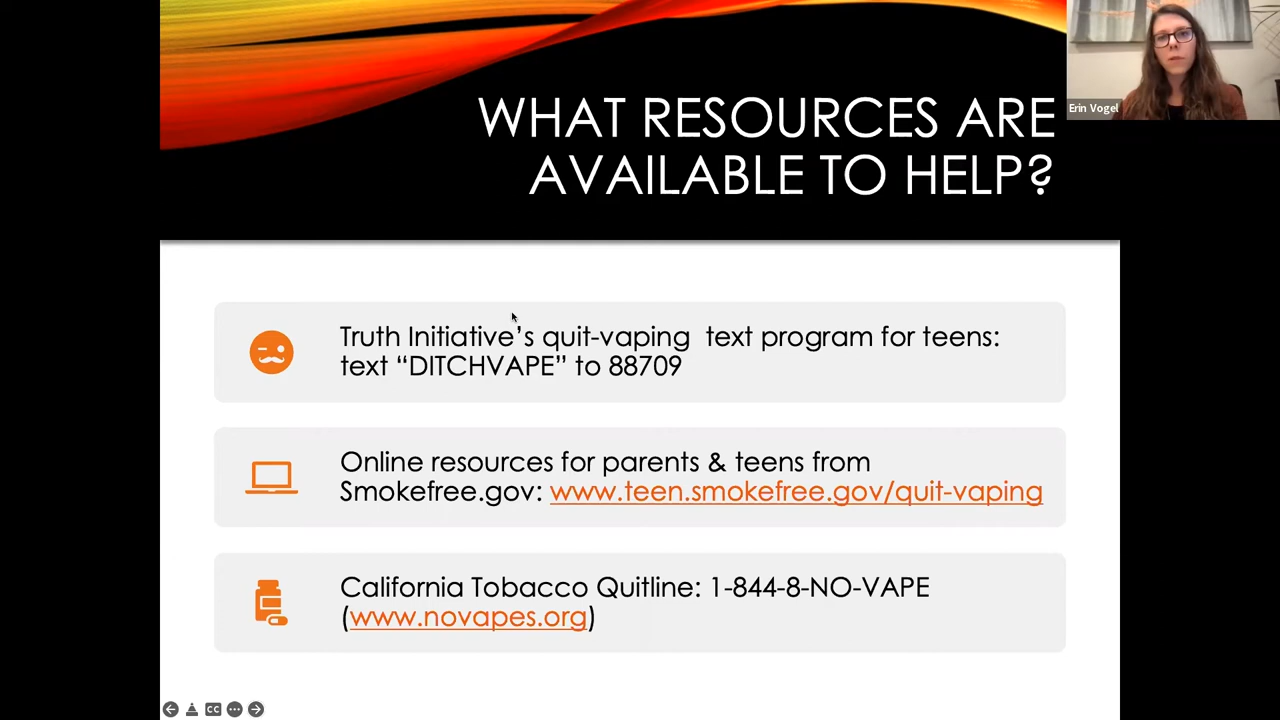 WHAT RESOURCES ARE
AVAILABLE TO HELP?
Erin Vogel
Truth Initiative’s quit-vaping  text program for teens:
text “DITCHVAPE” to 88709
Online resources for parents & teens from
Smokefree.gov: www.teen.smokefree.gov/quit-vaping
California Tobacco Quitline: 1-844-8-NO-VAPE
(www.novapes.org)
CC